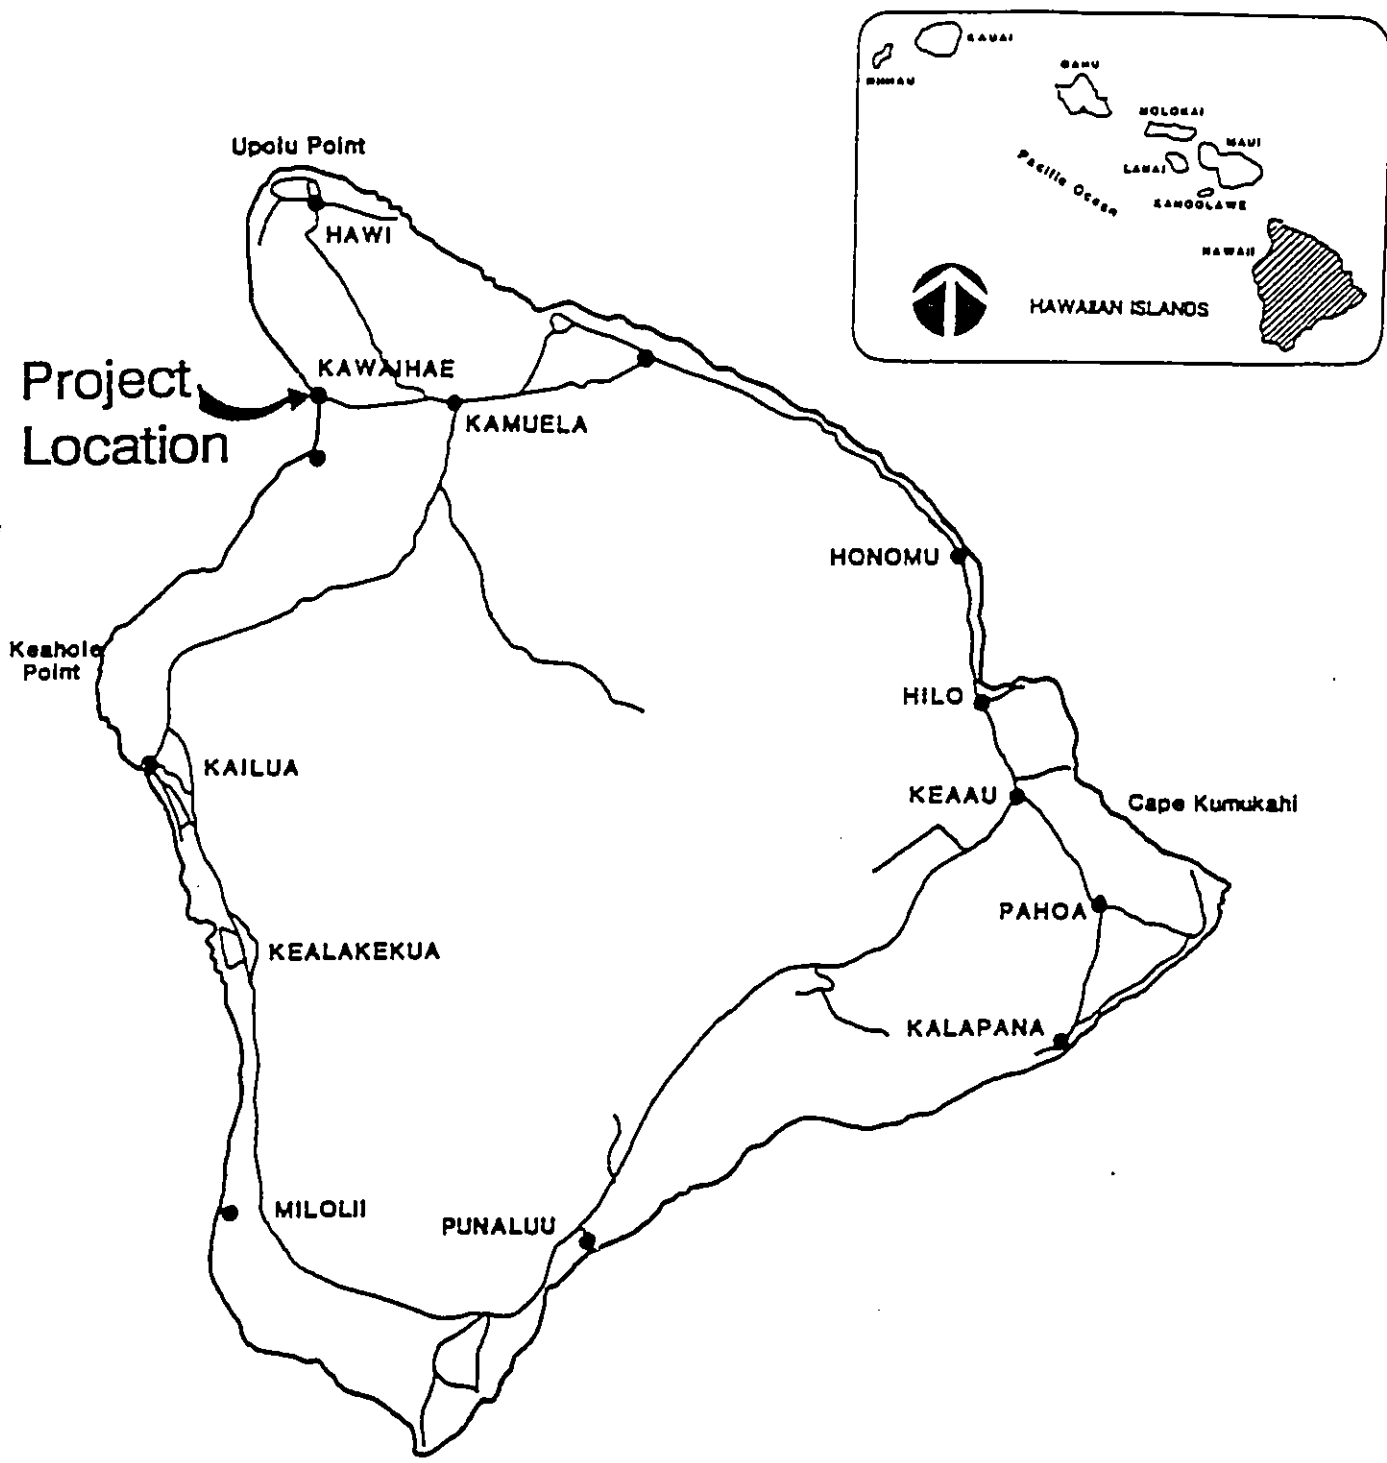 KAUAI
NIIHAU
OAHU
MOLOKAI
MAUI
LANAI
Pacific Ocean
KAHOOLAWE
HAWAII
HAWAIIAN ISLANDS
Upolu Point
HAWI
KAWAIHAE
Project
Location
KAMUELA
HONOMU
Keahole
Point
HILO
KAILUA
KEAAU
Cape Kumukahi
PAHOA
KEALAKEKUA
KALAPANA
MILOLII
PUNALUU